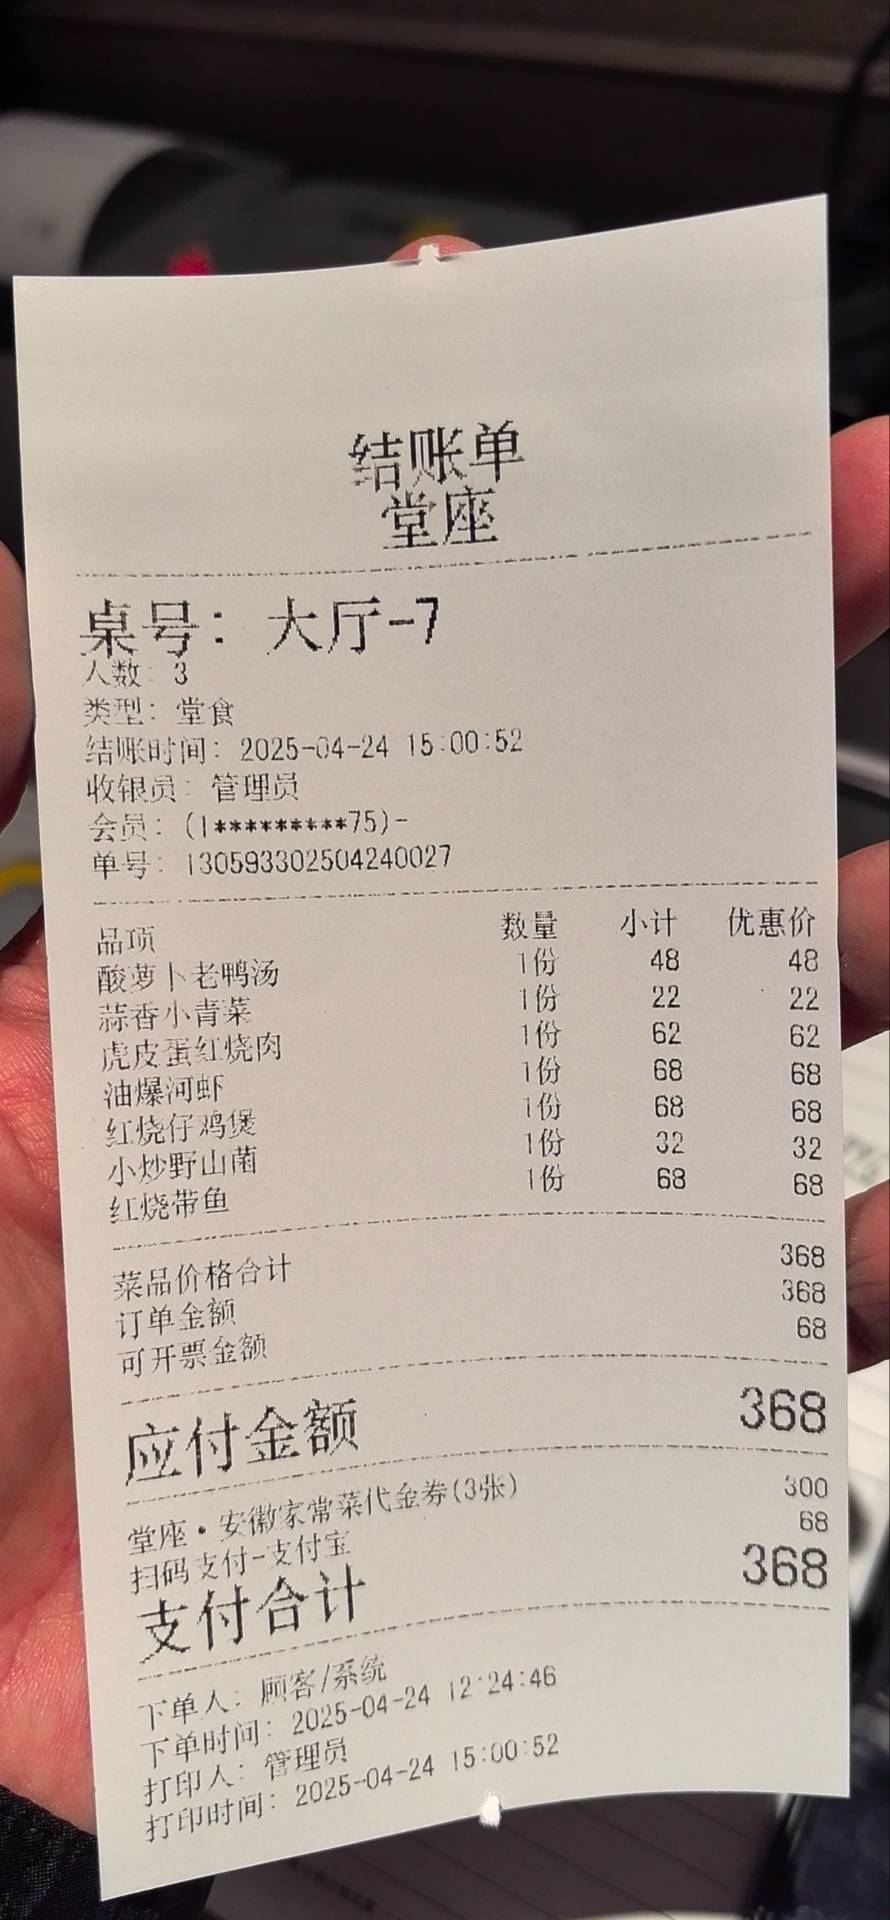 结账单
堂座
桌号: 大厅-7
人数: 3
类型: 堂食
结账时间: 2025-04-24 15:00:52
收银员: 管理员
会员: (1*********75)-
单号: 130593302504240027
品项 数量 小计 优惠价
酸萝卜老鸭汤 1份 48 48
蒜香小青菜 1份 22 22
虎皮蛋红烧肉 1份 62 62
油爆河虾 1份 68 68
红烧仔鸡煲 1份 68 68
小炒野山菌 1份 32 32
红烧带鱼 1份 68 68
菜品价格合计 368
订单金额 368
可开票金额 68
应付金额 368
堂座·安徽家常菜代金券(3张) 300
扫码支付-支付宝 68
支付合计 368
下单人: 顾客/系统
下单时间: 2025-04-24 12:24:46
打印人: 管理员
打印时间: 2025-04-24 15:00:52